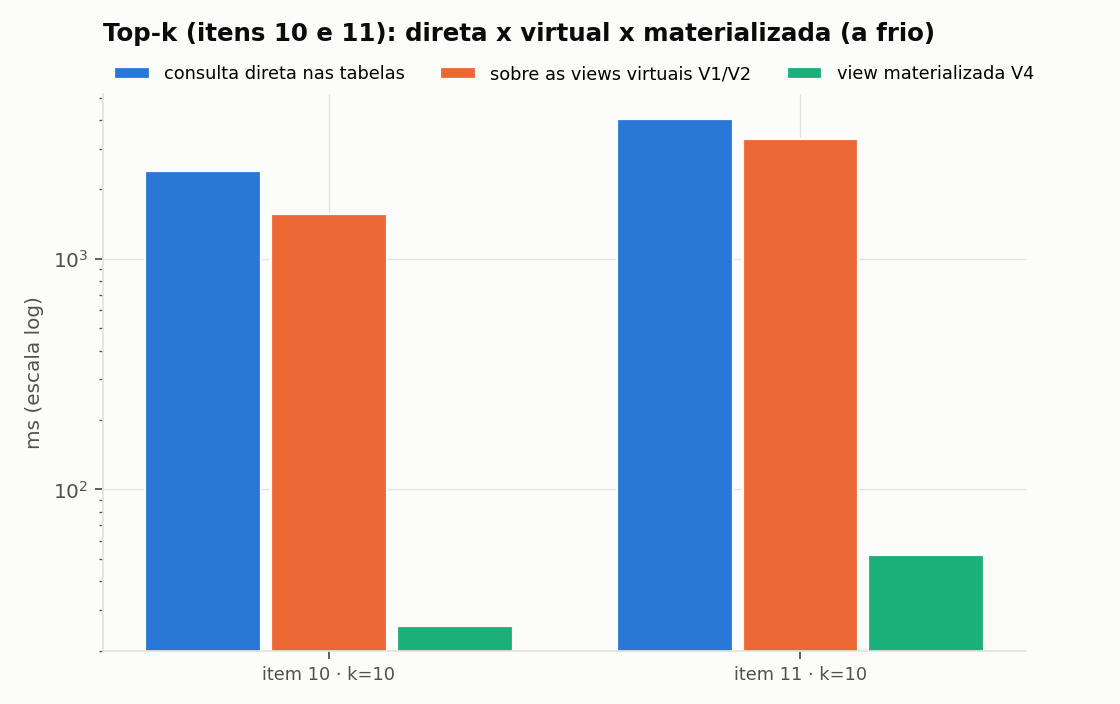 Top-k (itens 10 e 11): direta x virtual x materializada (a frio)
consulta direta nas tabelas sobre as views virtuais V1/V2 view materializada V4
ms (escala log)
10³
10²
item 10 · k=10 item 11 · k=10